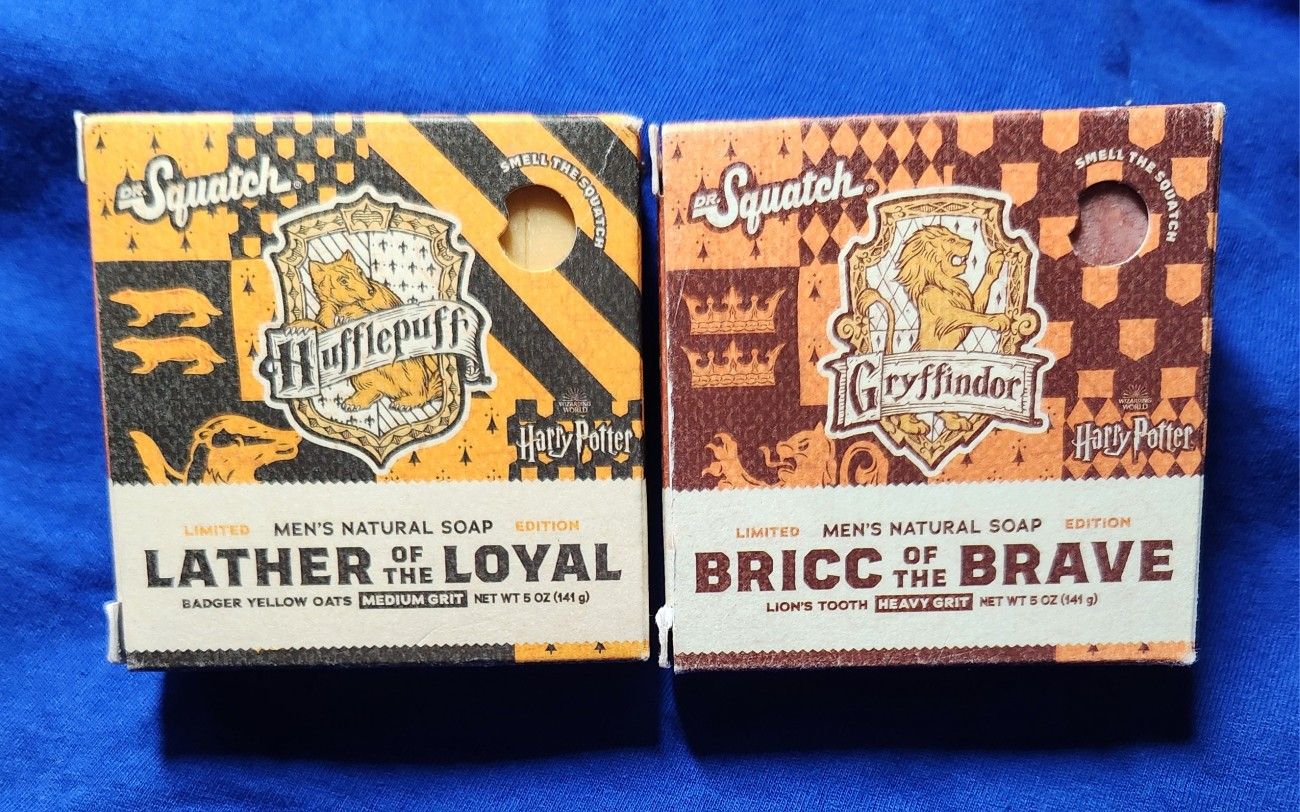 DR. Squatch
SMELL THE SQUATCH
Hufflepuff
WIZARDING
WORLD
Harry Potter
LIMITED MEN'S NATURAL SOAP EDITION
LATHER OF THE LOYAL
BADGER YELLOW OATS MEDIUM GRIT NET WT 5 OZ (141 g)
DR. Squatch
SMELL THE SQUATCH
Gryffindor
WIZARDING
WORLD
Harry Potter
LIMITED MEN'S NATURAL SOAP EDITION
BRICC OF THE BRAVE
LION'S TOOTH HEAVY GRIT NET WT 5 OZ (141 g)